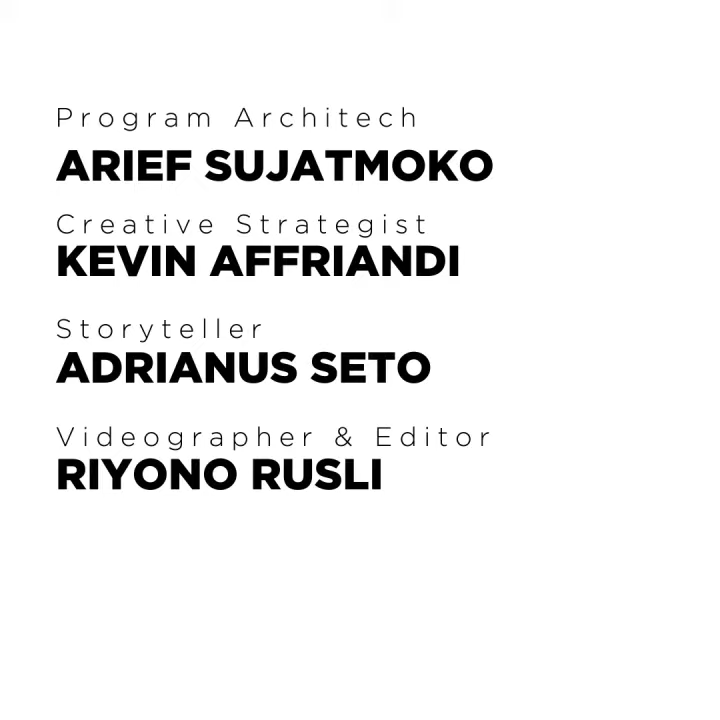 Program Architech
ARIEF SUJATMOKO
Creative Strategist
KEVIN AFFRIANDI
Storyteller
ADRIANUS SETO
Videographer & Editor
RIYONO RUSLI